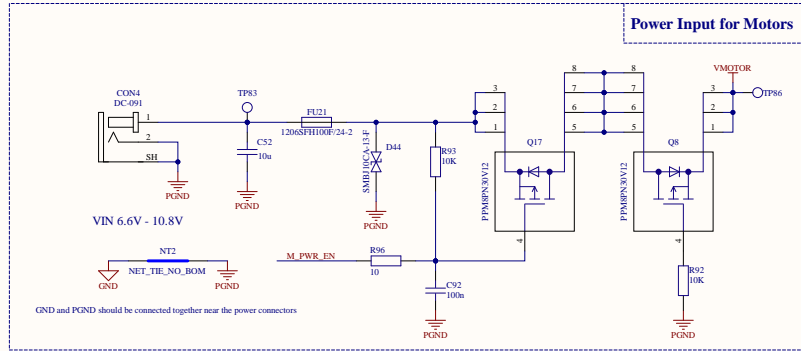 Power Input for Motors
CON4
DC-091
1
2
SH
PGND
TP83
C52
10u
PGND
FU21
1206SFH100F/24-2
D44
SMBJ10CA-13-F
PGND
R93
10K
3
2
1
8
7
6
5
Q17
PPM8PN30V12
4
8
7
6
5
3
2
1
Q8
PPM8PN30V12
4
VMOTOR
TP86
R92
10K
PGND
VIN 6.6V - 10.8V
NT2
NET_TIE_NO_BOM
GND
PGND
M_PWR_EN
R96
10
C92
100n
PGND
GND and PGND should be connected together near the power connectors